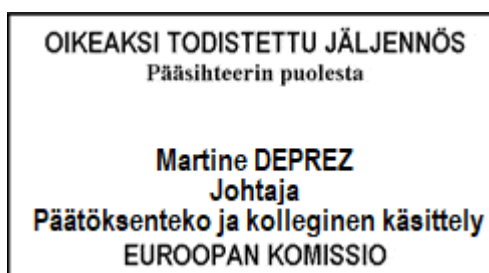 OIKEAKSI TODISTETTU JÄLJENNÖS
Pääsihteerin puolesta
Martine DEPREZ
Johtaja
Päätöksenteko ja kolleginen käsittely
EUROOPAN KOMISSIO